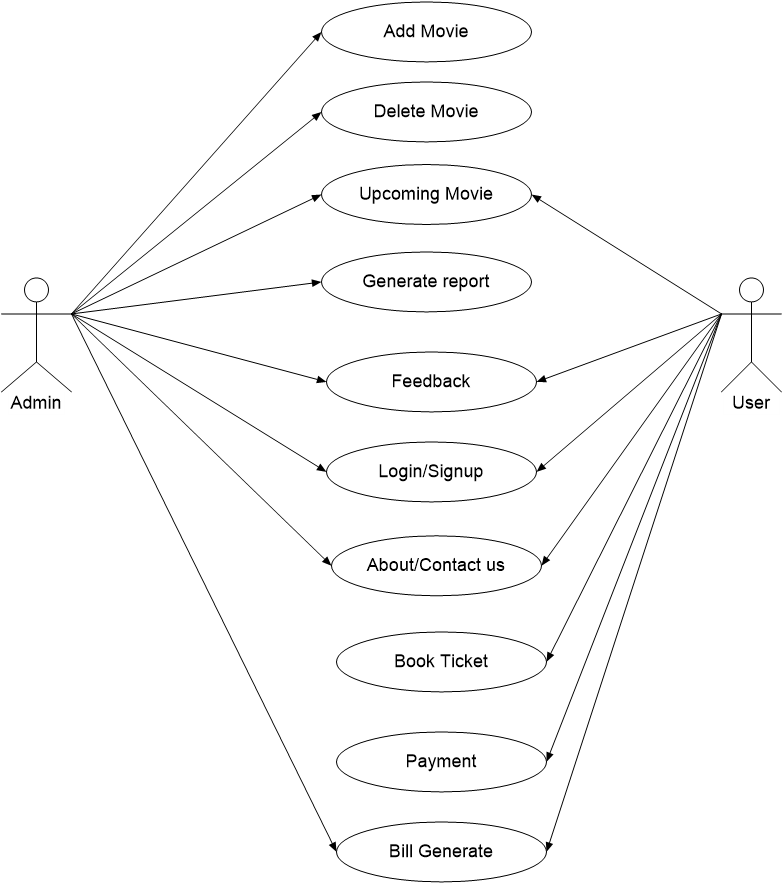 Add Movie
Delete Movie
Upcoming Movie
Generate report
Feedback
Admin
User
Login/Signup
About/Contact us
Book Ticket
Payment
Bill Generate